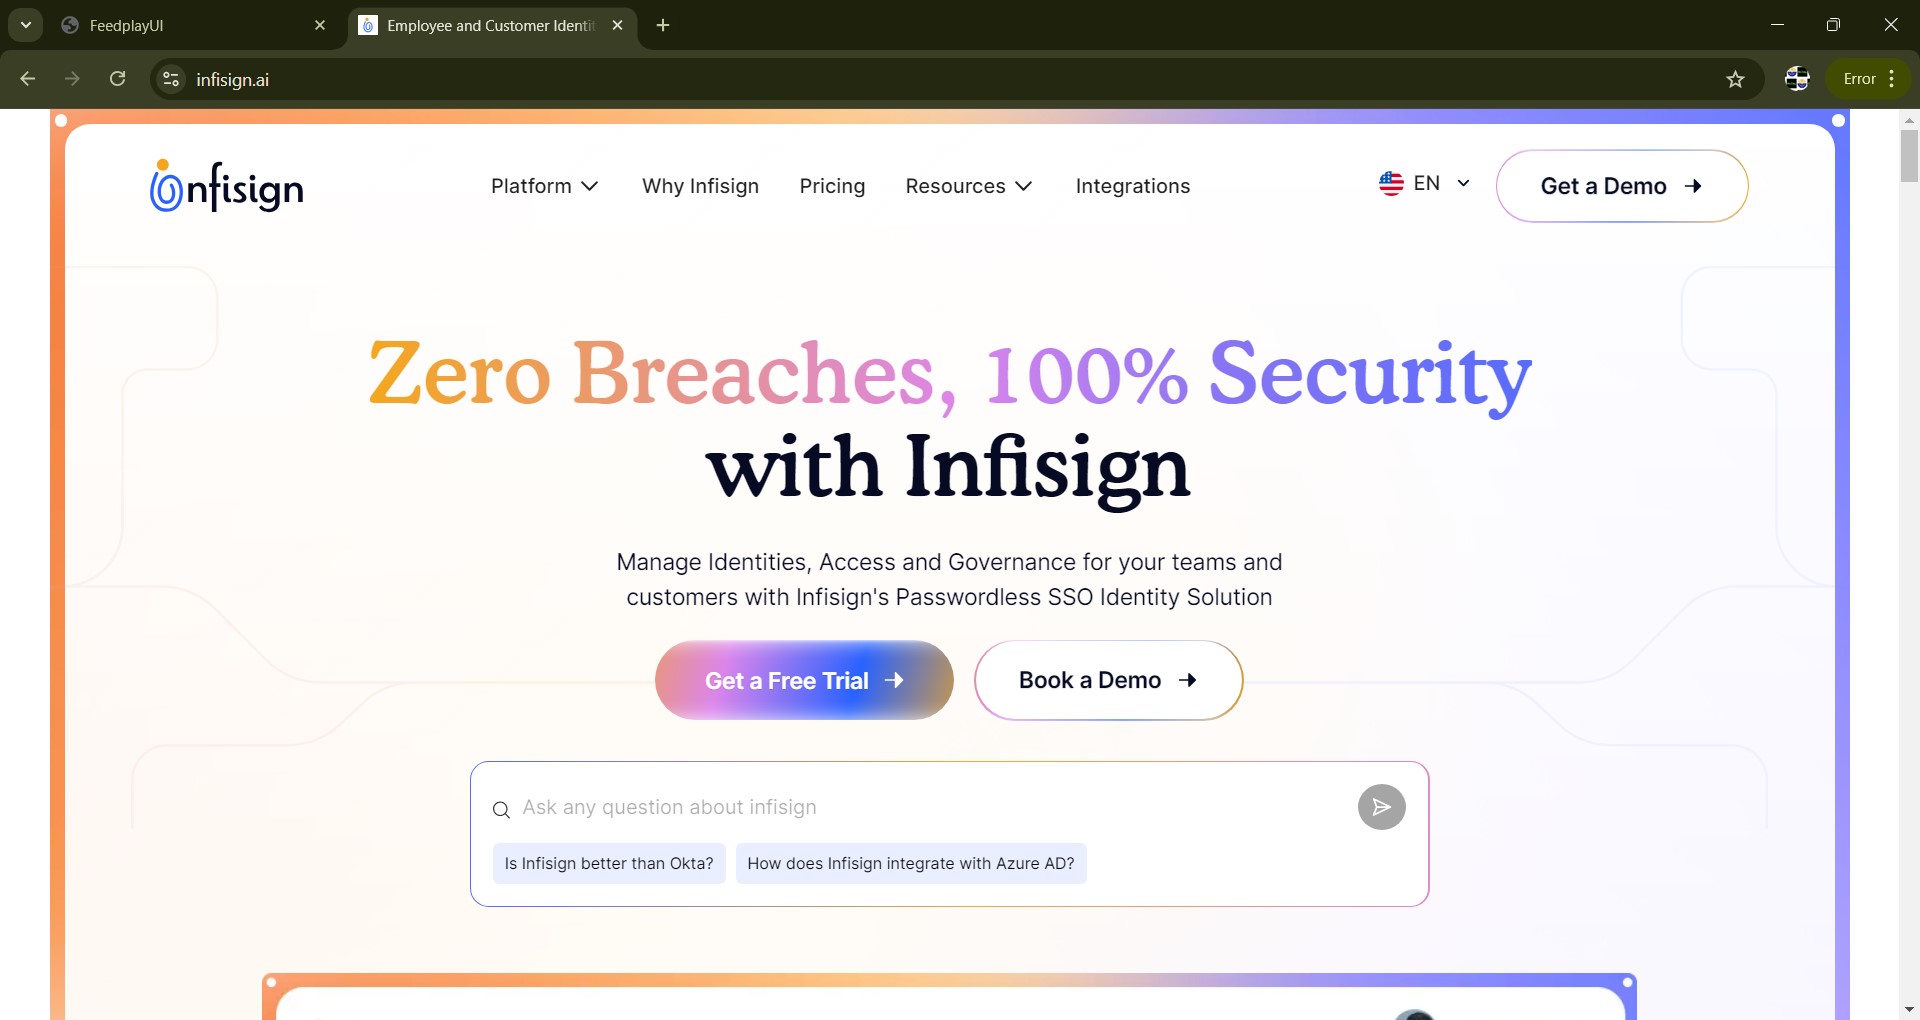 FeedplayUI
Employee and Customer Identit
infisign.ai
Error
infisign
Platform
Why Infisign
Pricing
Resources
Integrations
EN
Get a Demo
Zero Breaches, 100% Security
with Infisign
Manage Identities, Access and Governance for your teams and
customers with Infisign's Passwordless SSO Identity Solution
Get a Free Trial
Book a Demo
Ask any question about infisign
Is Infisign better than Okta?
How does Infisign integrate with Azure AD?